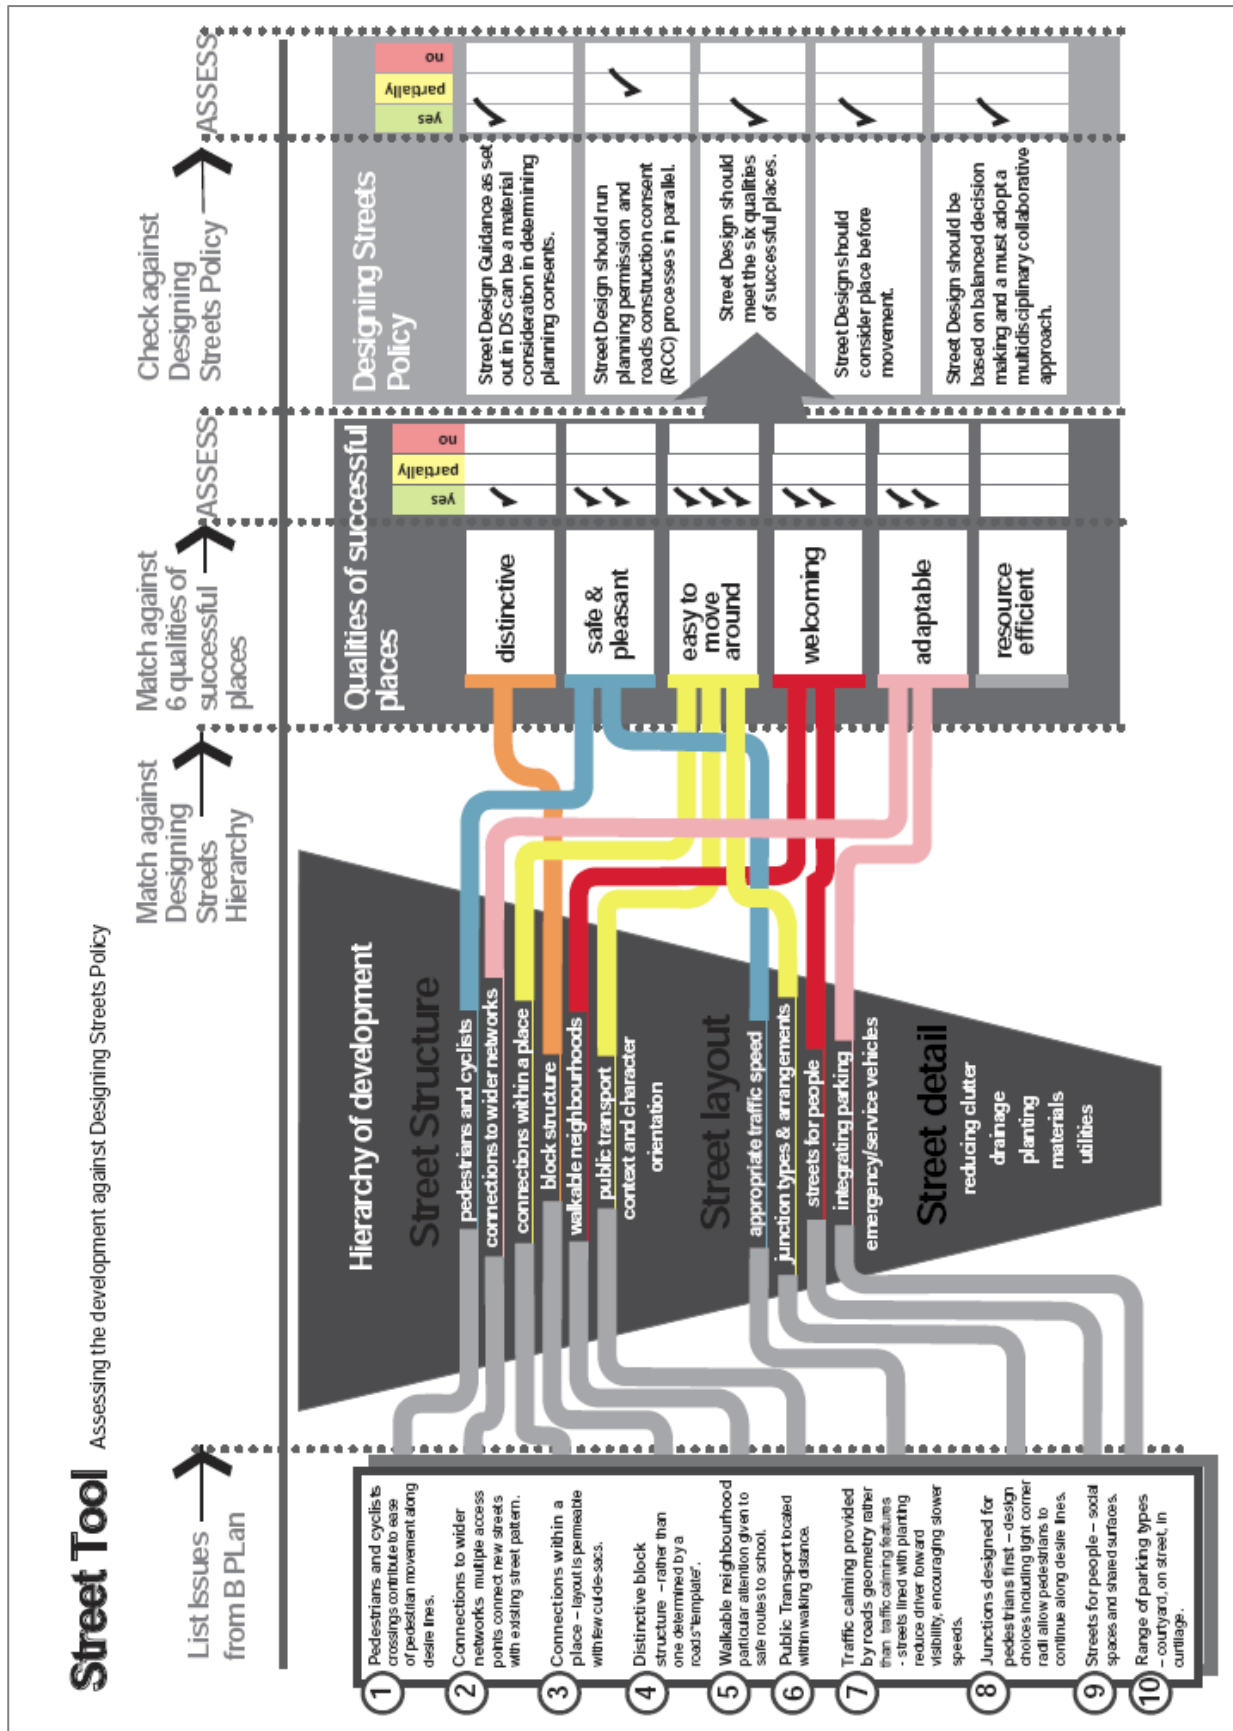 Street Tool Assessing the development against Designing Streets Policy
List Issues
from B PLan
Match against
Designing
Streets
Hierarchy
Match against
6 qualities of
successful
places
ASSESS
Check against
Designing
Streets Policy
ASSESS
1
Pedestrians and cyclists
crossings contribute to ease
of pedestrian movement along
desire lines.
2
Connections to wider
networks multiple access
points connect new streets
with existing street pattern.
3
Connections within a
place – layout is permeable
with few cul-de-sacs.
4
Distinctive block
structure – rather than
one determined by a
roads "template".
5
Walkable neighbourhood
particular attention given to
safe routes to school.
6
Public Transport located
within walking distance.
7
Traffic calming provided
by roads geometry rather
than traffic calming features
- streets lined with planting
reduce driver forward
visibility, encouraging slower
speeds.
8
Junctions designed for
pedestrians first – design
choices including tight corner
radii allow pedestrians to
continue along desire lines.
9
Streets for people – social
spaces and shared surfaces.
10
Range of parking types
– courtyard, on street, in
curtilage.
Hierarchy of development
Street Structure
pedestrians and cyclists
connections to wider networks
connections within a place
block structure
walkable neighbourhoods
public transport
context and character
orientation
Street layout
appropriate traffic speed
junction types & arrangements
streets for people
integrating parking
emergency/service vehicles
Street detail
reducing clutter
drainage
planting
materials
utilities
Qualities of successful
places
yes
partially
no
distinctive
safe &
pleasant
easy to
move
around
welcoming
adaptable
resource
efficient
Designing Streets
Policy
yes
partially
no
Street Design Guidance as set
out in DS can be a material
consideration in determining
planning consents.
Street Design should run
planning permission and
roads construction consent
(RCC) processes in parallel.
Street Design should
meet the six qualities
of successful places.
Street Design should
consider place before
movement.
Street Design should be
based on balanced decision
making and a must adopt a
multidisciplinary collaborative
approach.